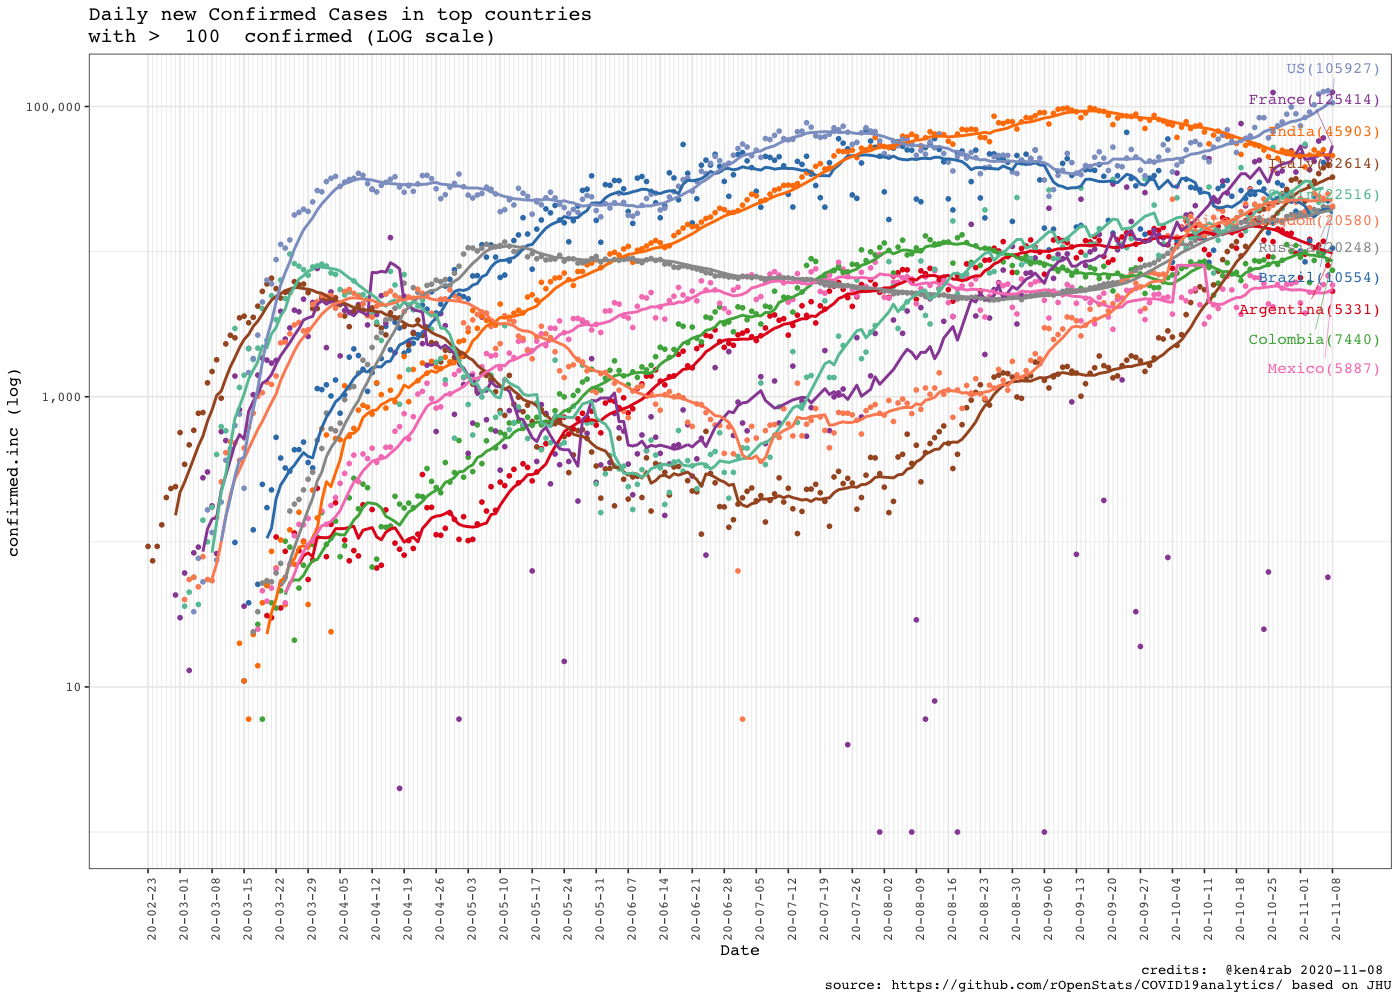 Daily new Confirmed Cases in top countries
with >  100  confirmed (LOG scale)
US(105927)
100,000
France(125414)
India(45903)
Italy(32614)
(22516)
(20580)
Russia(20248)
Brazil(10554)
Argentina(5331)
Colombia(7440)
Mexico(5887)
1,000
10
confirmed.inc (log)
20-02-23
20-03-01
20-03-08
20-03-15
20-03-22
20-03-29
20-04-05
20-04-12
20-04-19
20-04-26
20-05-03
20-05-10
20-05-17
20-05-24
20-05-31
20-06-07
20-06-14
20-06-21
20-06-28
20-07-05
20-07-12
20-07-19
20-07-26
20-08-02
20-08-09
20-08-16
20-08-23
20-08-30
20-09-06
20-09-13
20-09-20
20-09-27
20-10-04
20-10-11
20-10-18
20-10-25
20-11-01
20-11-08
Date
credits:  @ken4rab 2020-11-08
source: https://github.com/rOpenStats/COVID19analytics/ based on JHU